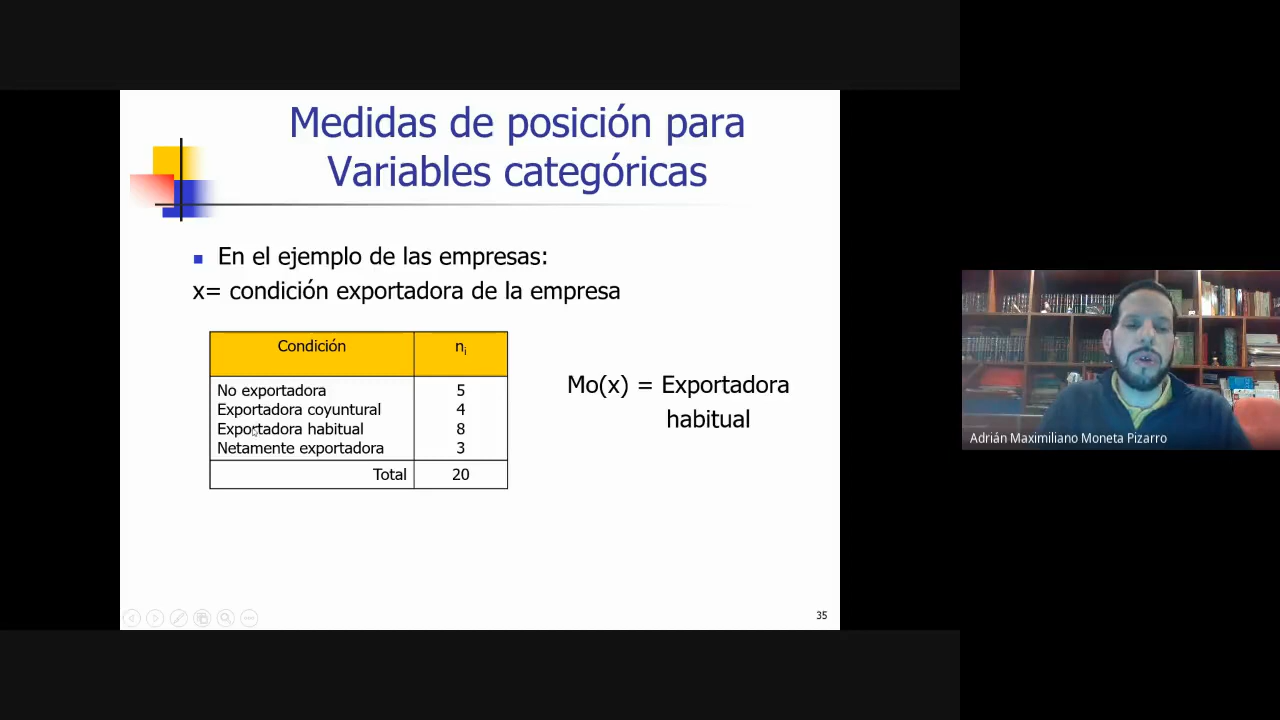 Medidas de posición para
Variables categóricas
En el ejemplo de las empresas:
x= condición exportadora de la empresa
Condición ni
No exportadora 5
Exportadora coyuntural 4
Exportadora habitual 8
Netamente exportadora 3
Total 20
Mo(x) = Exportadora
habitual
35
Adrián Maximiliano Moneta Pizarro